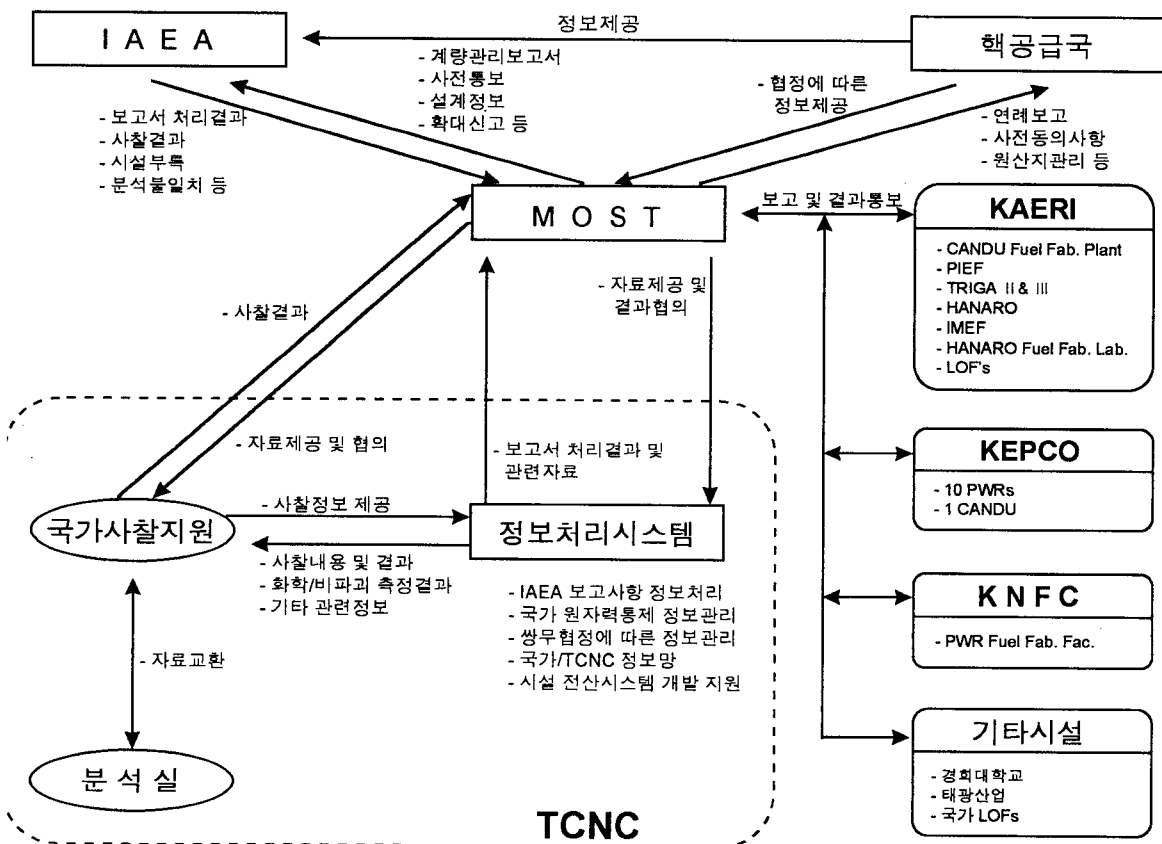 I A E A
정보제공
핵공급국
- 계량관리보고서
- 사전통보
- 설계정보
- 확대신고 등
- 협정에 따른
정보제공
- 보고서 처리결과
- 사찰결과
- 시설부록
- 분석불일치 등
- 연례보고
- 사전동의사항
- 원산지관리 등
M O S T
보고 및 결과통보
KAERI
- CANDU Fuel Fab. Plant
- PIEF
- TRIGA II & III
- HANARO
- IMEF
- HANARO Fuel Fab. Lab.
- LOF's
- 사찰결과
- 자료제공 및
결과협의
- 자료제공 및 협의
- 보고서 처리결과 및
관련자료
KEPCO
- 10 PWRs
- 1 CANDU
국가사찰지원
- 사찰정보 제공
정보처리시스템
- 사찰내용 및 결과
- 화학/비파괴 측정결과
- 기타 관련정보
- IAEA 보고사항 정보처리
- 국가 원자력통제 정보관리
- 쌍무협정에 따른 정보관리
- 국가/TCNC 정보망
- 시설 전산시스템 개발 지원
K N F C
- PWR Fuel Fab. Fac.
- 자료교환
분 석 실
기타시설
- 경희대학교
- 태광산업
- 국가 LOFs
TCNC